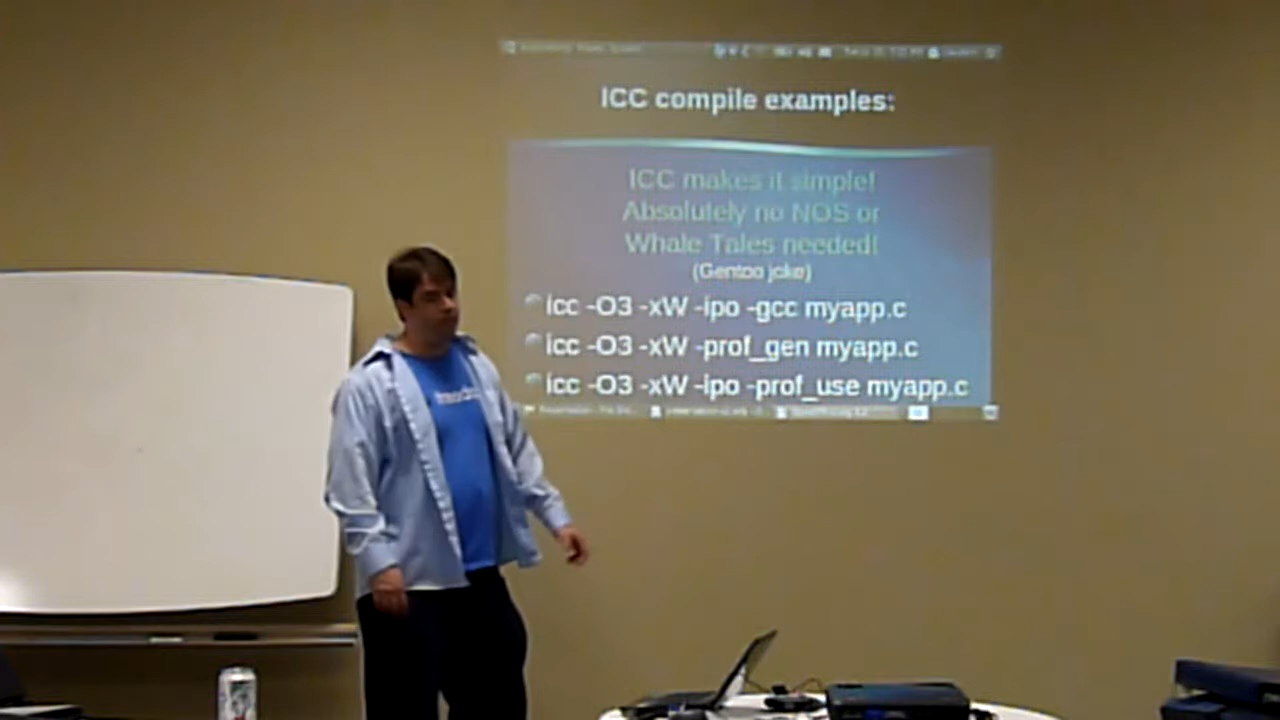 ICC compile examples:
ICC makes it simple!
Absolutely no NOS or
Whale Tales needed!
(Gentoo joke)
icc -O3 -xW -ipo -gcc myapp.c
icc -O3 -xW -prof_gen myapp.c
icc -O3 -xW -ipo -prof_use myapp.c